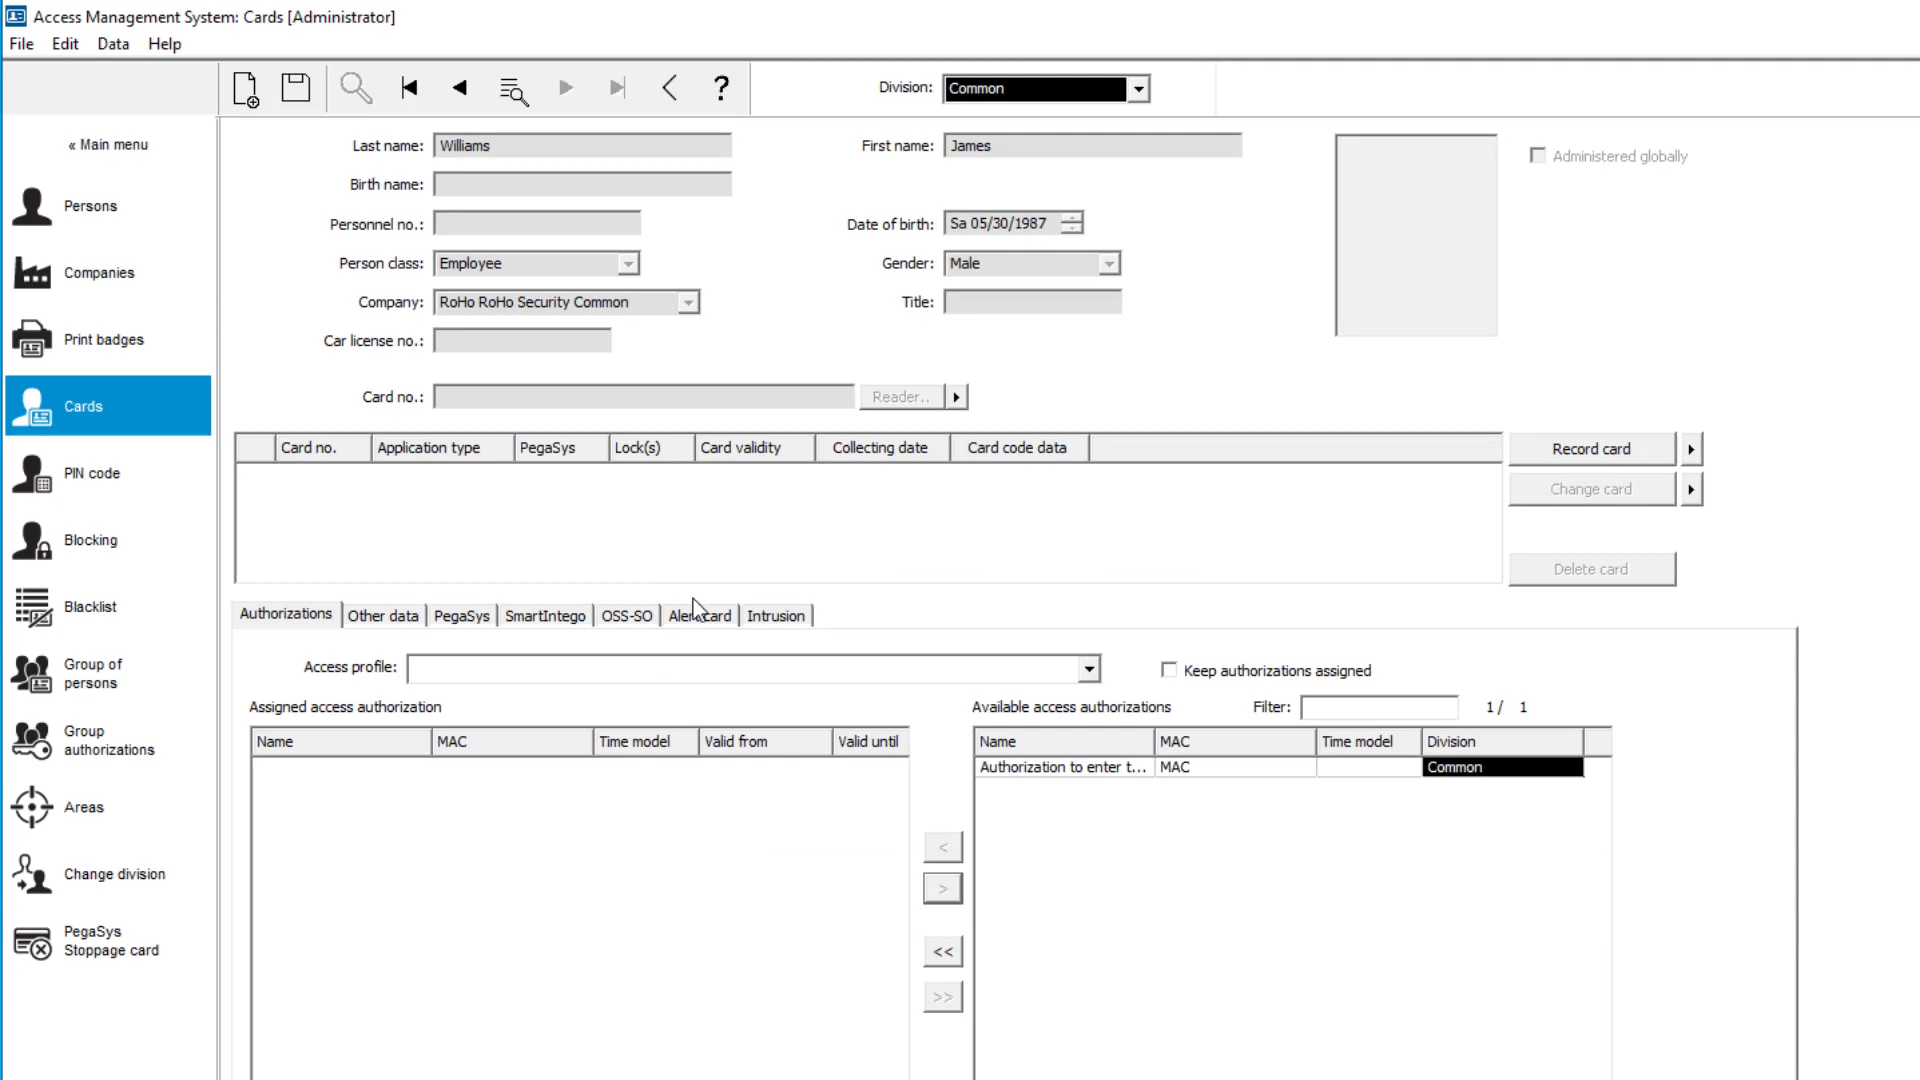 Access Management System: Cards [Administrator]
File Edit Data Help
Division: Common
« Main menu
Persons
Companies
Print badges
Cards
PIN code
Blocking
Blacklist
Group of
persons
Group
authorizations
Areas
Change division
PegaSys
Stoppage card
Last name: Williams First name: James Administered globally
Birth name:
Personnel no.: Date of birth: Sa 05/30/1987
Person class: Employee Gender: Male
Company: RoHo RoHo Security Common Title:
Car license no.:
Card no.: Reader..
Card no. Application type PegaSys Lock(s) Card validity Collecting date Card code data
Record card
Change card
Delete card
Authorizations Other data PegaSys SmartIntego OSS-SO Alert card Intrusion
Access profile: Keep authorizations assigned
Assigned access authorization Available access authorizations Filter: 1 / 1
Name MAC Time model Valid from Valid until < > << >> Name MAC Time model Division
Authorization to enter t... MAC Common